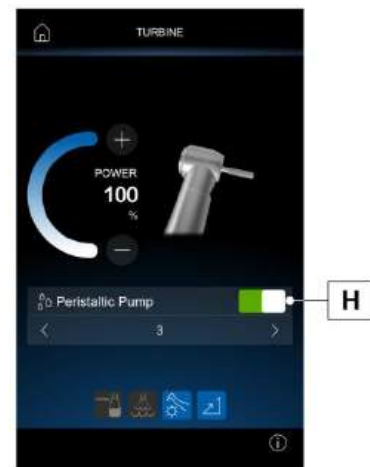 TURBINE
POWER
100
%
Peristaltic Pump
H
< 3 >